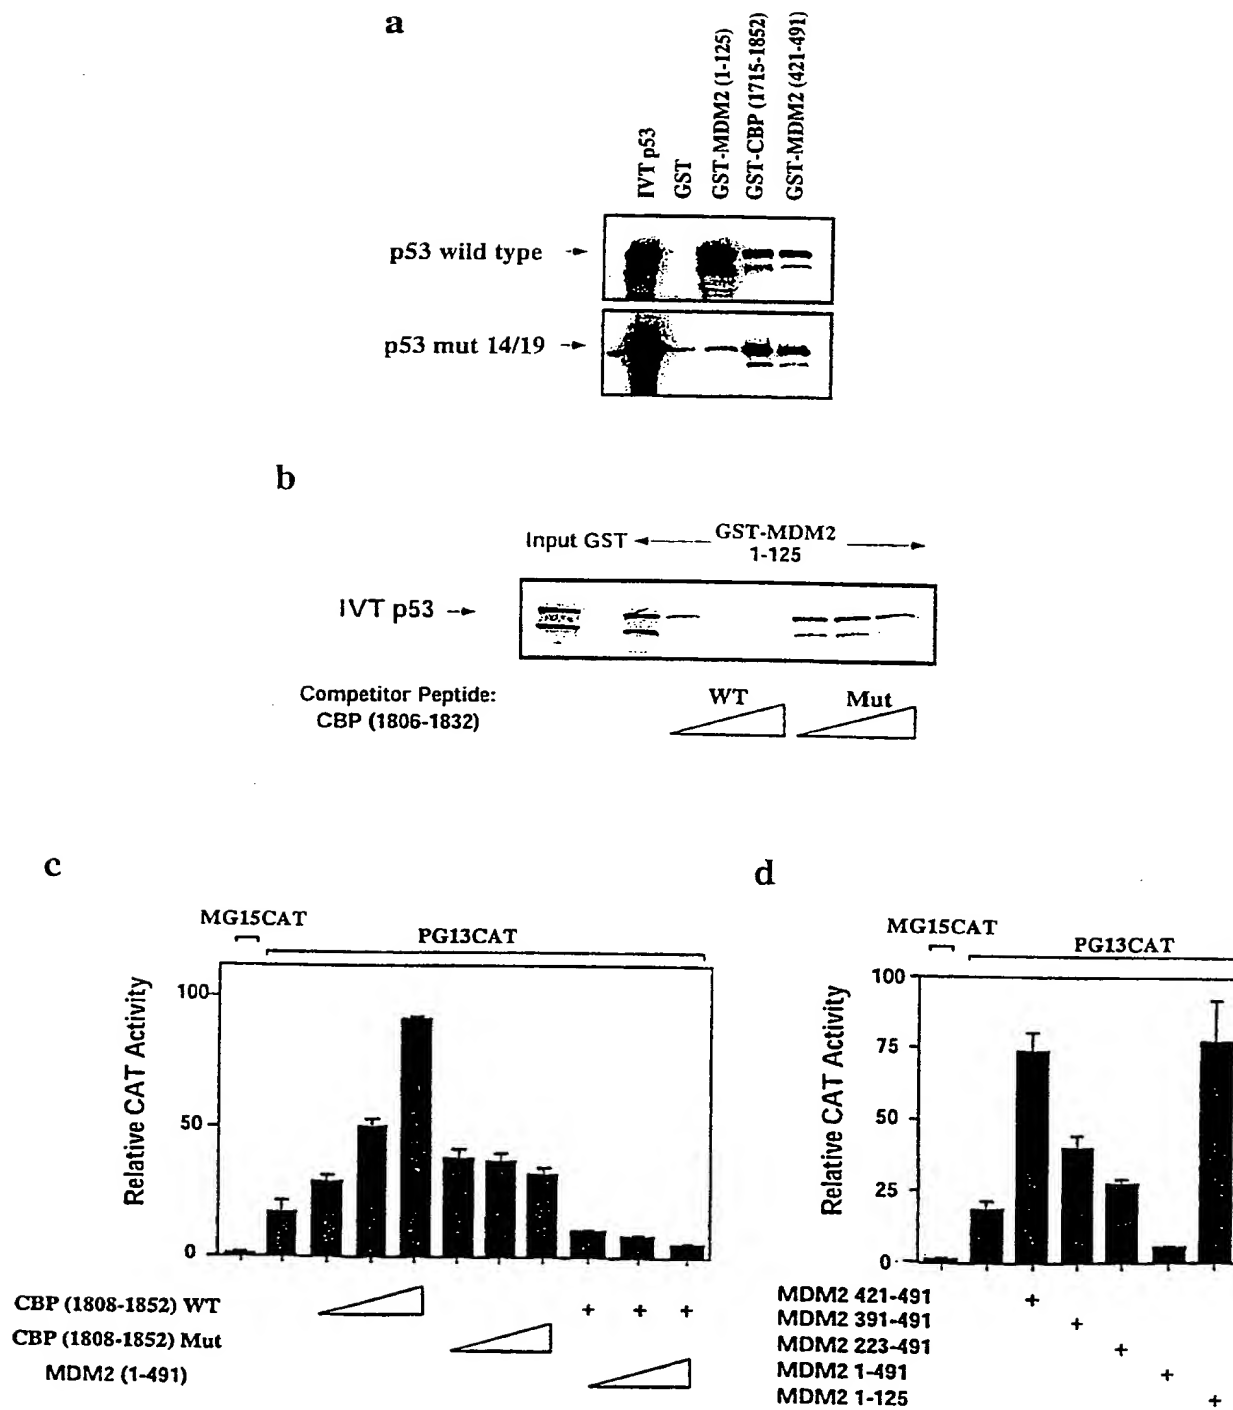 a
IVT p53
GST
GST-MDM2 (1-125)
GST-CBP (1715-1852)
GST-MDM2 (421-491)
p53 wild type
p53 mut 14/19
b
Input GST
GST-MDM2
1-125
IVT p53
Competitor Peptide:
CBP (1806-1832)
WT
Mut
c
MG15CAT
PG13CAT
Relative CAT Activity
100
50
0
CBP (1808-1852) WT
+ + +
CBP (1808-1852) Mut
MDM2 (1-491)
d
MG15CAT
PG13CAT
Relative CAT Activity
100
75
50
25
0
MDM2 421-491 +
MDM2 391-491 +
MDM2 223-491 +
MDM2 1-491 +
MDM2 1-125 +